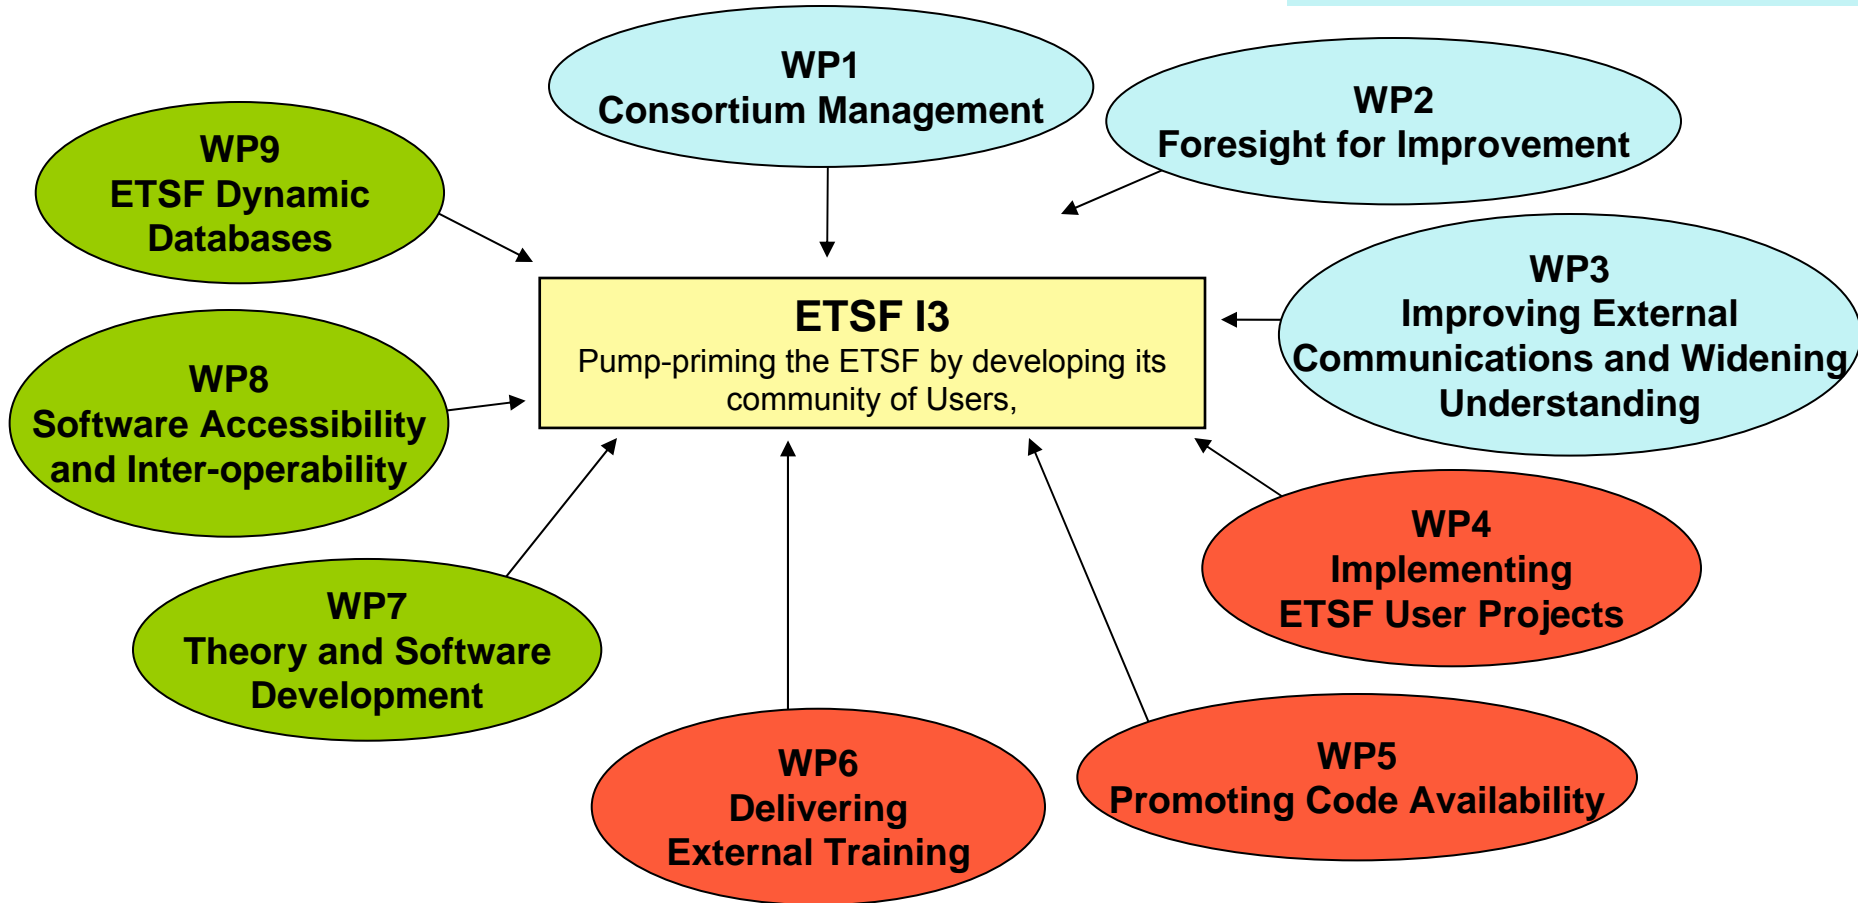 WP1
Consortium Management
WP2
Foresight for Improvement
WP3
Improving External
Communications and Widening
Understanding
WP4
Implementing
ETSF User Projects
WP5
Promoting Code Availability
WP6
Delivering
External Training
WP7
Theory and Software
Development
WP8
Software Accessibility
and Inter-operability
WP9
ETSF Dynamic
Databases
ETSF I3
Pump-priming the ETSF by developing its
community of Users,